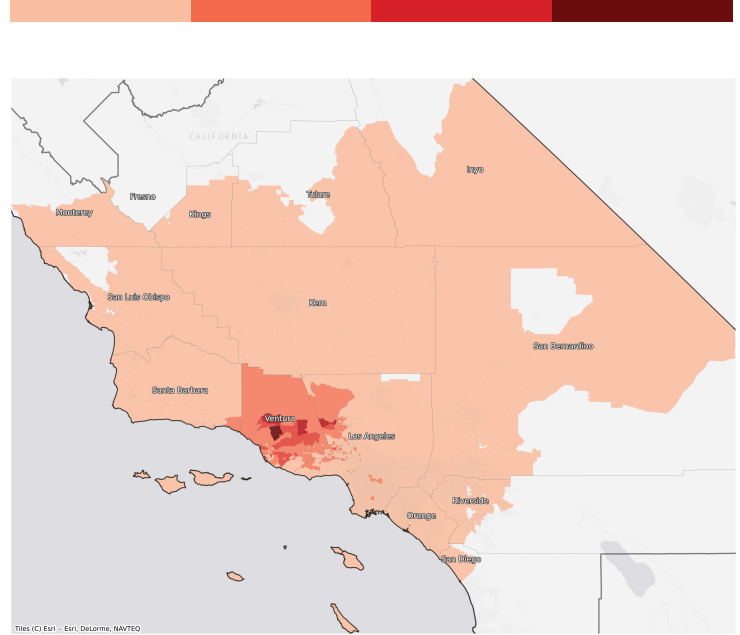 CALIFORNIA
Inyo
Tulare
Fresno
Monterey
Kings
San Luis Obispo
Kern
San Bernardino
Santa Barbara
Ventura
Los Angeles
Riverside
Orange
San Diego
Tiles (C) Esri -- Esri, DeLorme, NAVTEQ